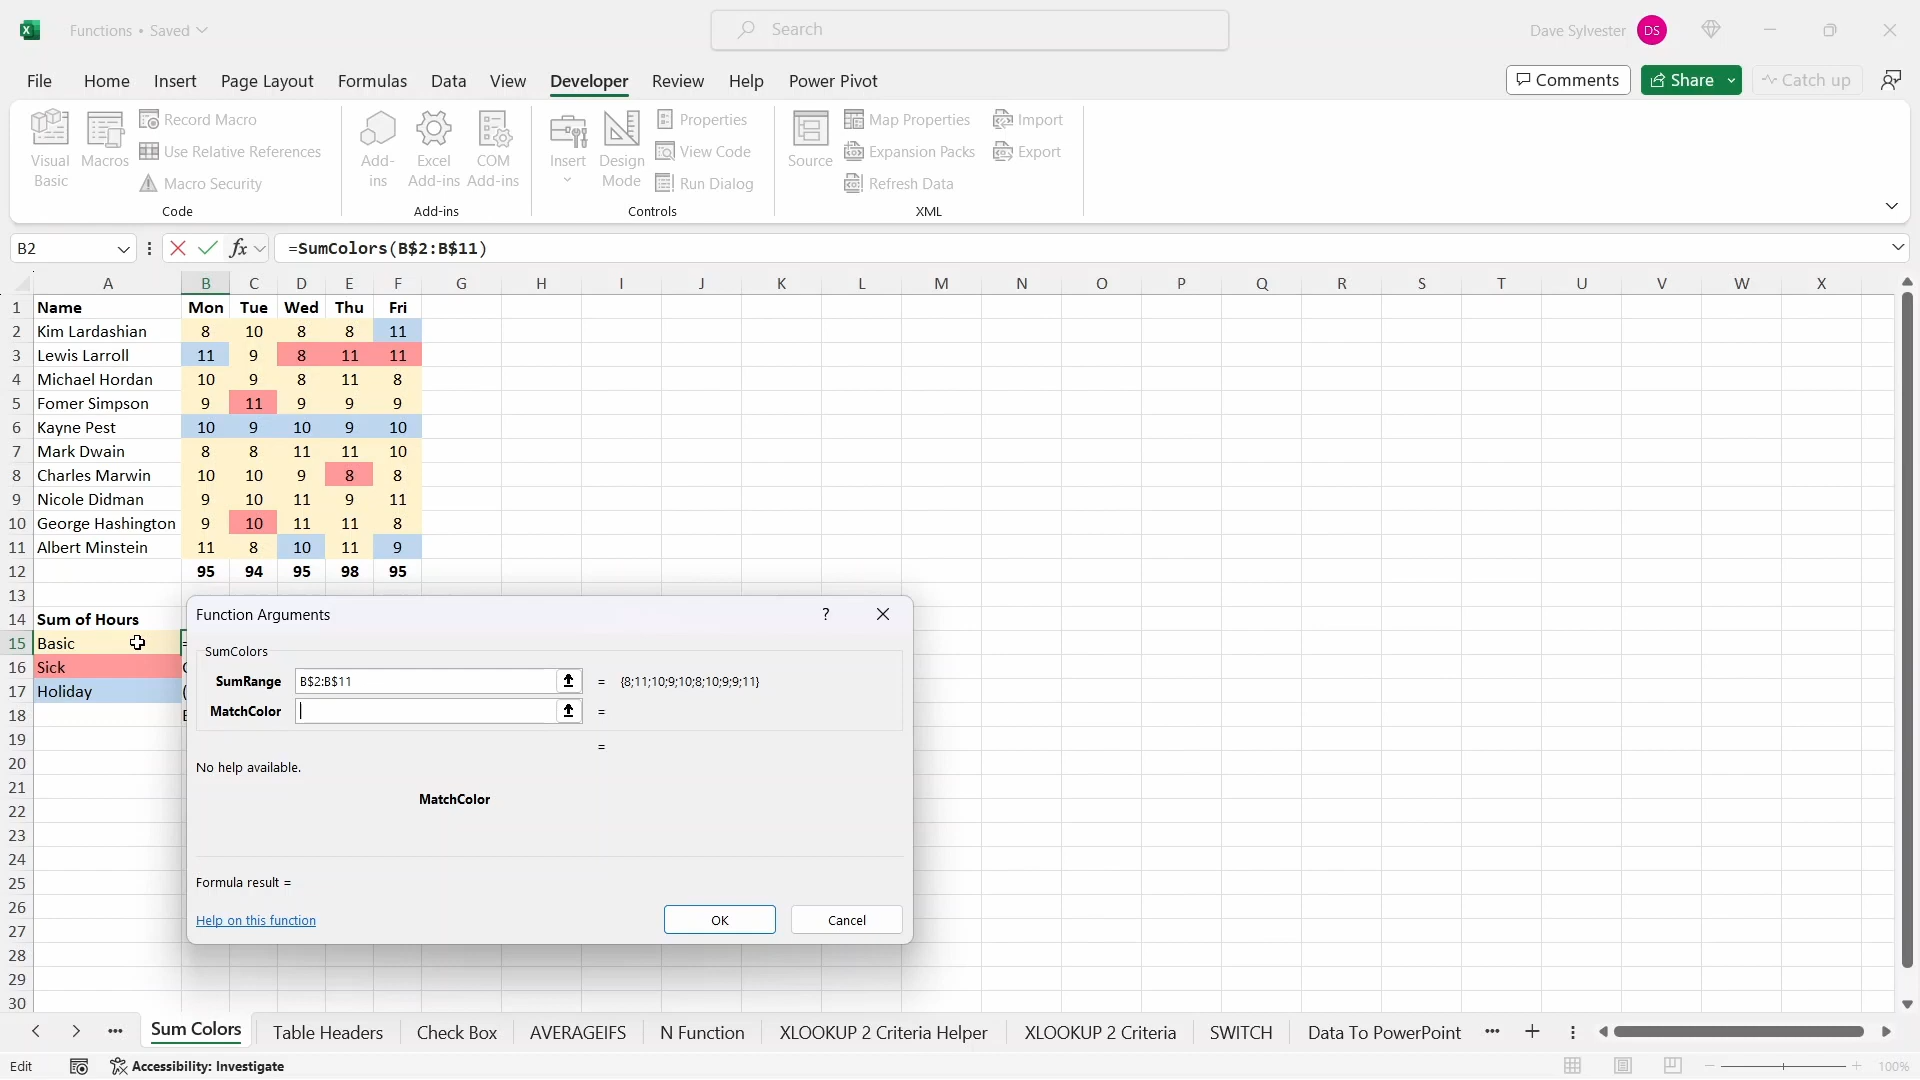 Functions • Saved
Search
Dave Sylvester
DS
File Home Insert Page Layout Formulas Data View Developer Review Help Power Pivot
Comments Share Catch up
Visual Basic
Macros
Record Macro
Use Relative References
Macro Security
Code
Add-ins
Excel Add-ins
COM Add-ins
Add-ins
Insert
Design Mode
Properties
View Code
Run Dialog
Controls
Source
Map Properties
Expansion Packs
Refresh Data
Import
Export
XML
B2
fx
=SumColors(B$2:B$11)
A B C D E F G H I J K L M N O P Q R S T U V W X
1 Name Mon Tue Wed Thu Fri
2 Kim Lardashian 8 10 8 8 11
3 Lewis Larroll 11 9 8 11 11
4 Michael Hordan 10 9 8 11 8
5 Fomer Simpson 9 11 9 9 9
6 Kayne Pest 10 9 10 9 10
7 Mark Dwain 8 8 11 11 10
8 Charles Marwin 10 10 9 8 8
9 Nicole Didman 9 10 11 9 11
10 George Hashington 9 10 11 11 8
11 Albert Minstein 11 8 10 11 9
12 95 94 95 98 95
13
14 Sum of Hours
15 Basic =
16 Sick
17 Holiday (
18
19
20
21
22
23
24
25
26
27
28
29
30
Function Arguments
?
SumColors
SumRange B$2:B$11 = {8;11;10;9;10;8;10;9;9;11}
MatchColor =
=
No help available.
MatchColor
Formula result =
Help on this function
OK
Cancel
Sum Colors Table Headers Check Box AVERAGEIFS N Function XLOOKUP 2 Criteria Helper XLOOKUP 2 Criteria SWITCH Data To PowerPoint
Edit
Accessibility: Investigate
100%